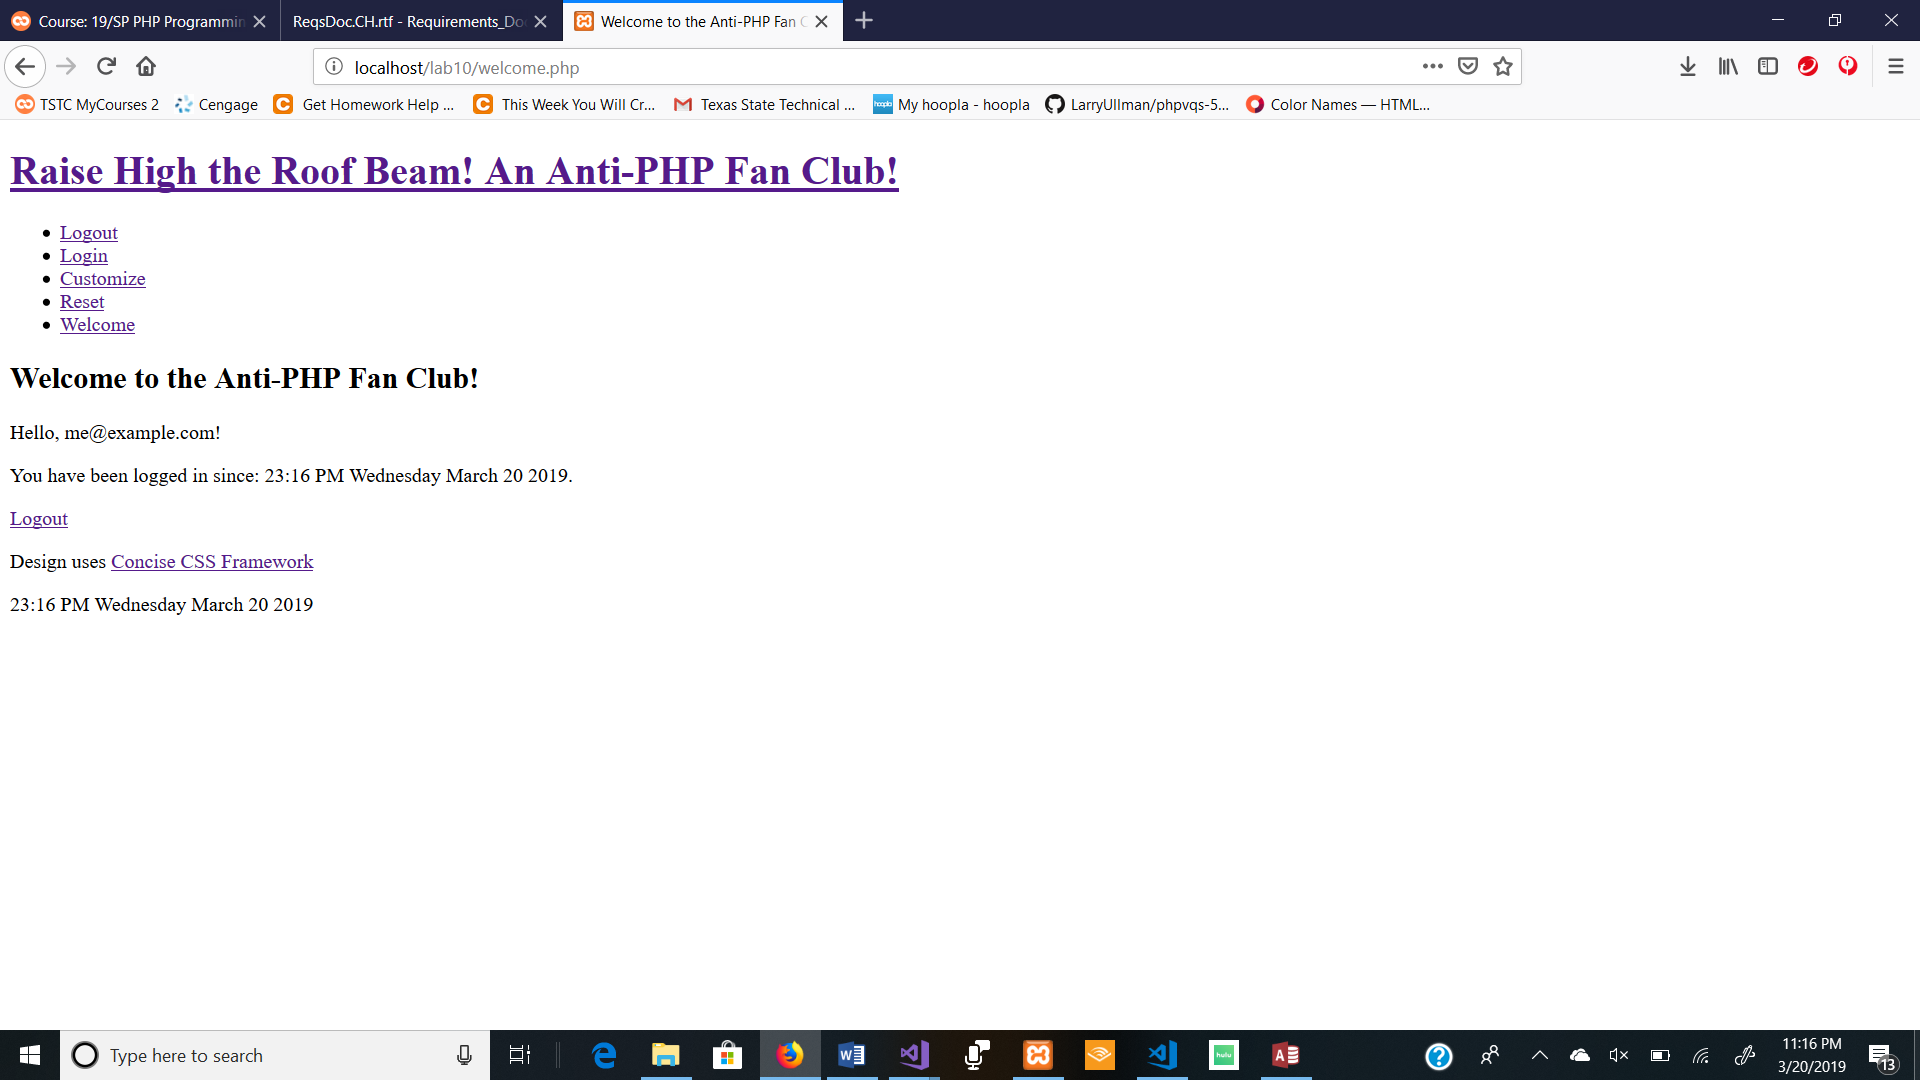 Course: 19/SP PHP Programmin
ReqsDoc.CH.rtf - Requirements_Do
Welcome to the Anti-PHP Fan C
localhost/lab10/welcome.php
TSTC MyCourses 2
Cengage
Get Homework Help ...
This Week You Will Cr...
Texas State Technical ...
hoopla
My hoopla - hoopla
LarryUllman/phpvqs-5...
Color Names — HTML...
Raise High the Roof Beam! An Anti-PHP Fan Club!
Logout
Login
Customize
Reset
Welcome
Welcome to the Anti-PHP Fan Club!
Hello, me@example.com!
You have been logged in since: 23:16 PM Wednesday March 20 2019.
Logout
Design uses Concise CSS Framework
23:16 PM Wednesday March 20 2019
Type here to search
hulu
11:16 PM
3/20/2019
13